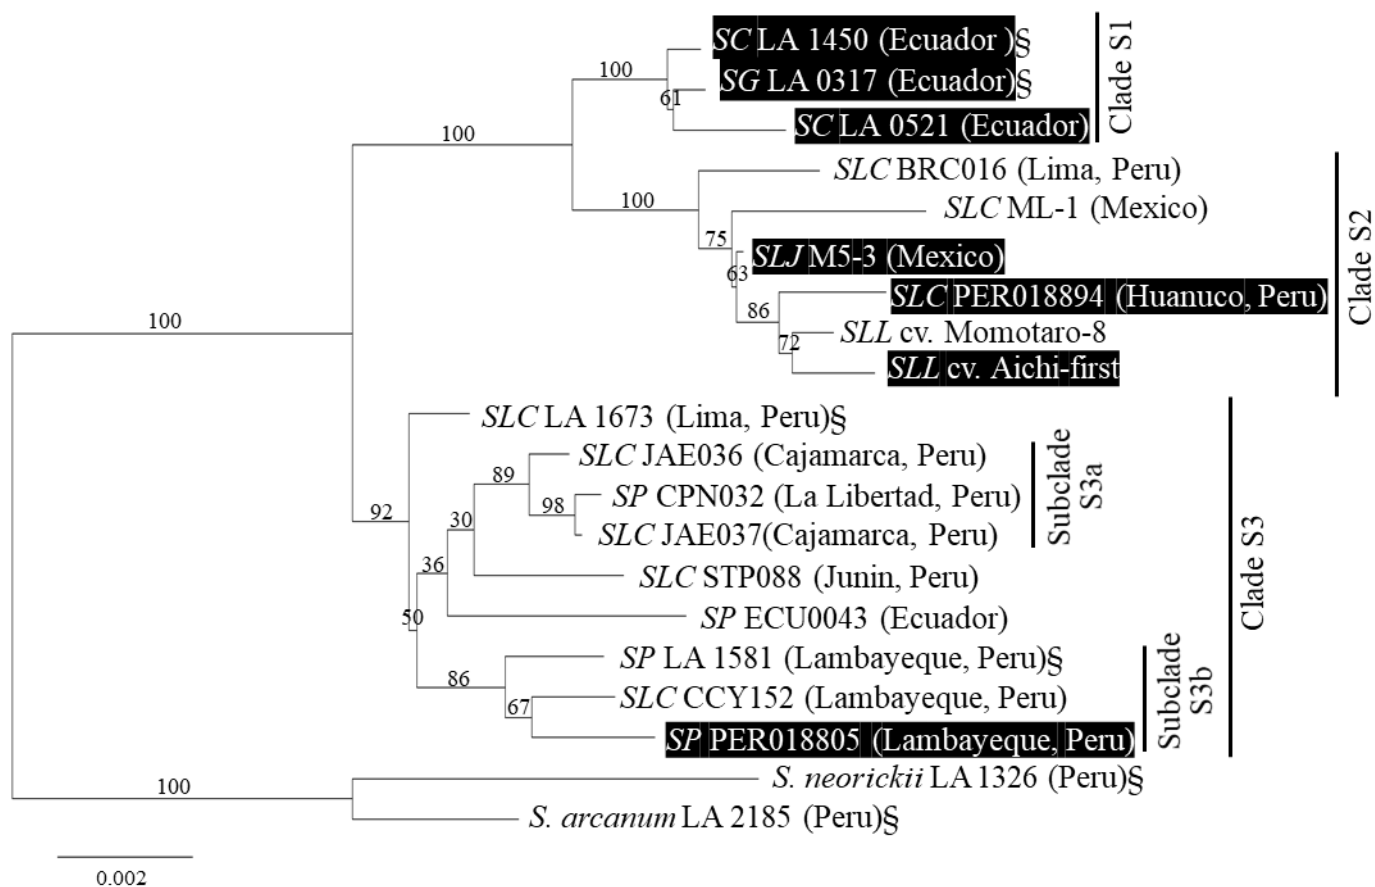 SC LA 1450 (Ecuador )§
100
SG LA 0317 (Ecuador)§
61
SC LA 0521 (Ecuador)
Clade S1
100
SLC BRC016 (Lima, Peru)
100
SLC ML-1 (Mexico)
75
SLJ M5-3 (Mexico)
63
SLC PER018894 (Huanuco, Peru)
86
SLL cv. Momotaro-8
72
SLL cv. Aichi-first
Clade S2
100
SLC LA 1673 (Lima, Peru)§
SLC JAE036 (Cajamarca, Peru)
89
SP CPN032 (La Libertad, Peru)
98
SLC JAE037(Cajamarca, Peru)
Subclade
S3a
92
30
SLC STP088 (Junin, Peru)
36
SP ECU0043 (Ecuador)
50
SP LA 1581 (Lambayeque, Peru)§
86
SLC CCY152 (Lambayeque, Peru)
67
SP PER018805 (Lambayeque, Peru)
Subclade
S3b
Clade S3
S. neorickii LA 1326 (Peru)§
100
S. arcanum LA 2185 (Peru)§
0.002